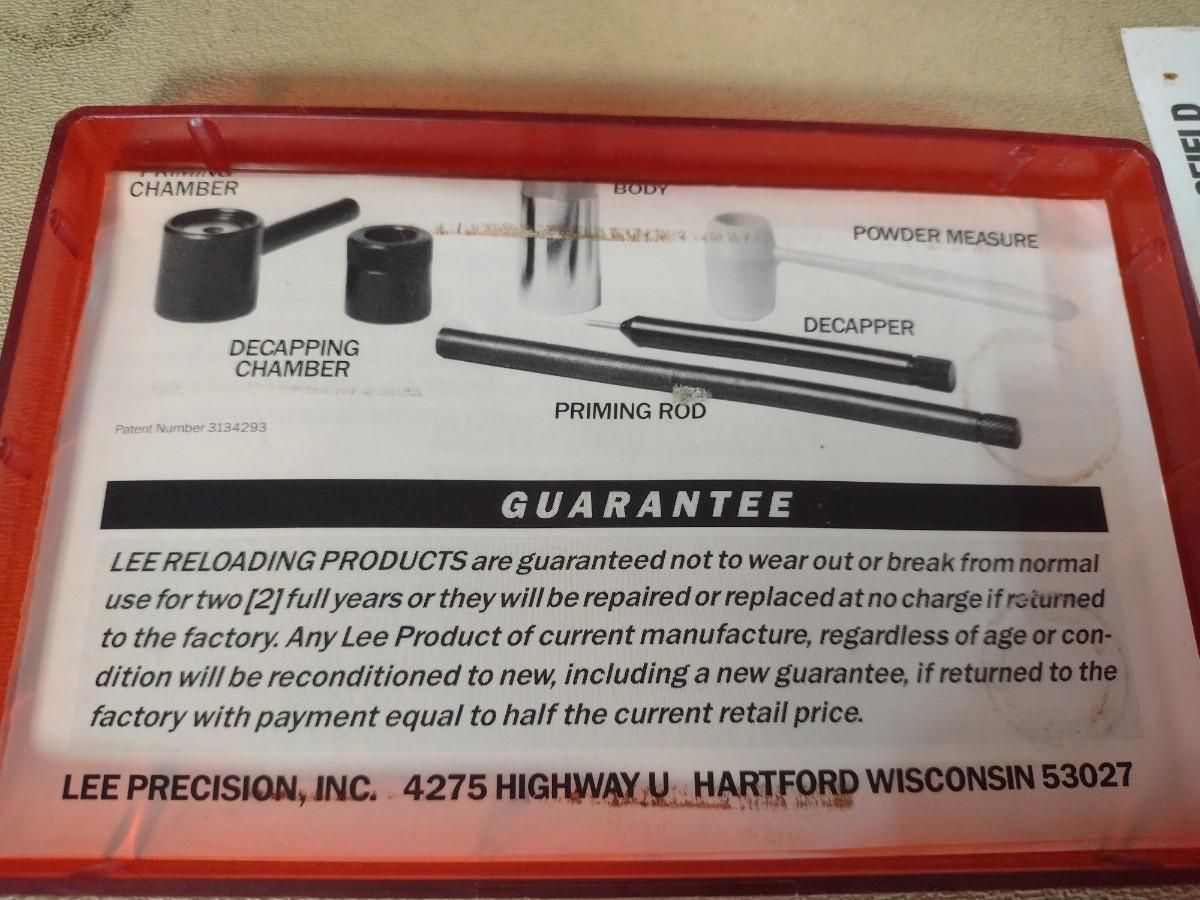 PRIMING
CHAMBER
BODY
POWDER MEASURE
DECAPPER
DECAPPING
CHAMBER
PRIMING ROD
Patent Number 3134293
GUARANTEE
LEE RELOADING PRODUCTS are guaranteed not to wear out or break from normal
use for two [2] full years or they will be repaired or replaced at no charge if returned
to the factory. Any Lee Product of current manufacture, regardless of age or con-
dition will be reconditioned to new, including a new guarantee, if returned to the
factory with payment equal to half the current retail price.
LEE PRECISION, INC. 4275 HIGHWAY U HARTFORD WISCONSIN 53027